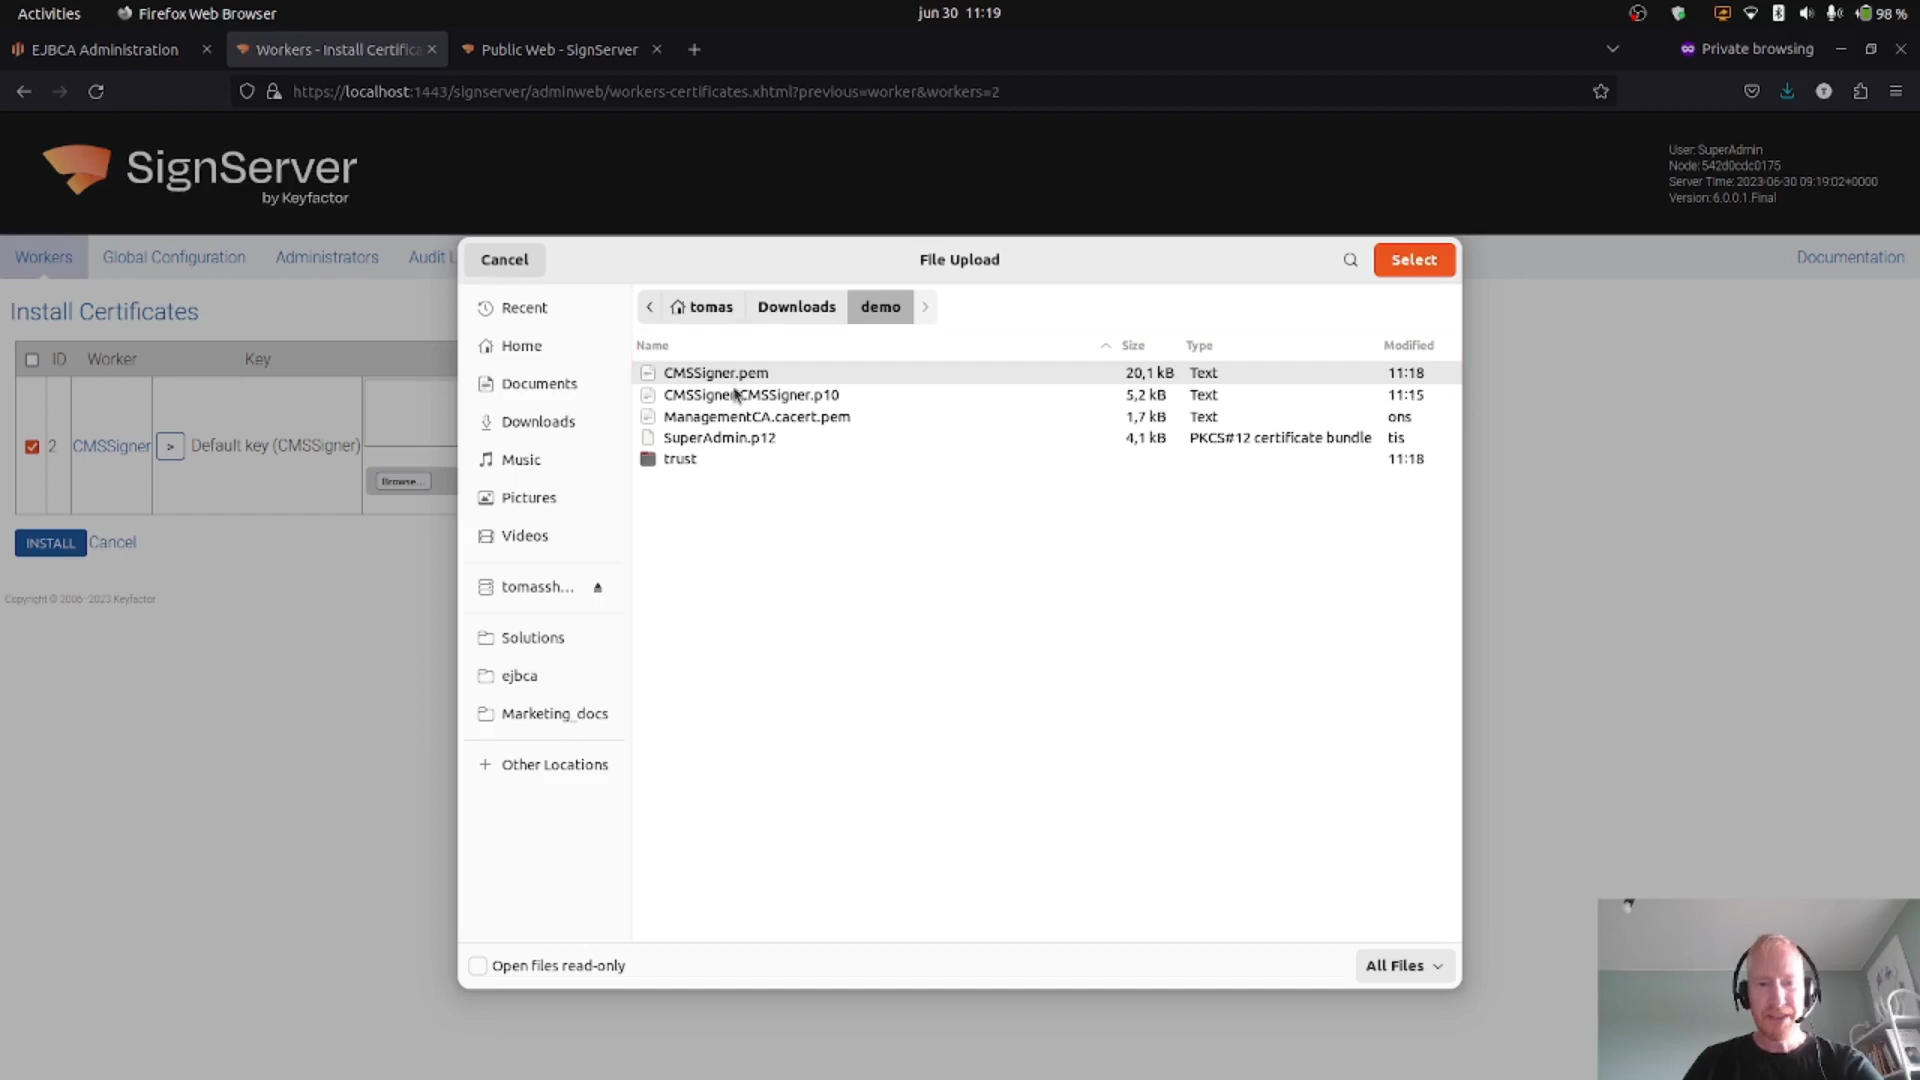 Activities
Firefox Web Browser
jun 30 11:19
98 %
EJBCA Administration
Workers - Install Certifica
Public Web - SignServer
Private browsing
https://localhost:1443/signserver/adminweb/workers-certificates.xhtml?previous=worker&workers=2
SignServer
by Keyfactor
User: SuperAdmin
Node: 542d0cdc0175
Server Time: 2023-06-30 09:19:02+0000
Version: 6.0.0.1.Final
Workers
Global Configuration
Administrators
Audit L
Documentation
Install Certificates
ID
Worker
Key
2
CMSSigner
>
Default key (CMSSigner)
Browse...
INSTALL
Cancel
Copyright © 2006–2023 Keyfactor
Cancel
File Upload
Select
Recent
Home
Documents
Downloads
Music
Pictures
Videos
tomassh...
Solutions
ejbca
Marketing_docs
Other Locations
tomas
Downloads
demo
Name
Size
Type
Modified
CMSSigner.pem
20,1 kB
Text
11:18
CMSSigner-CMSSigner.p10
5,2 kB
Text
11:15
ManagementCA.cacert.pem
1,7 kB
Text
ons
SuperAdmin.p12
4,1 kB
PKCS#12 certificate bundle
tis
trust
11:18
Open files read-only
All Files